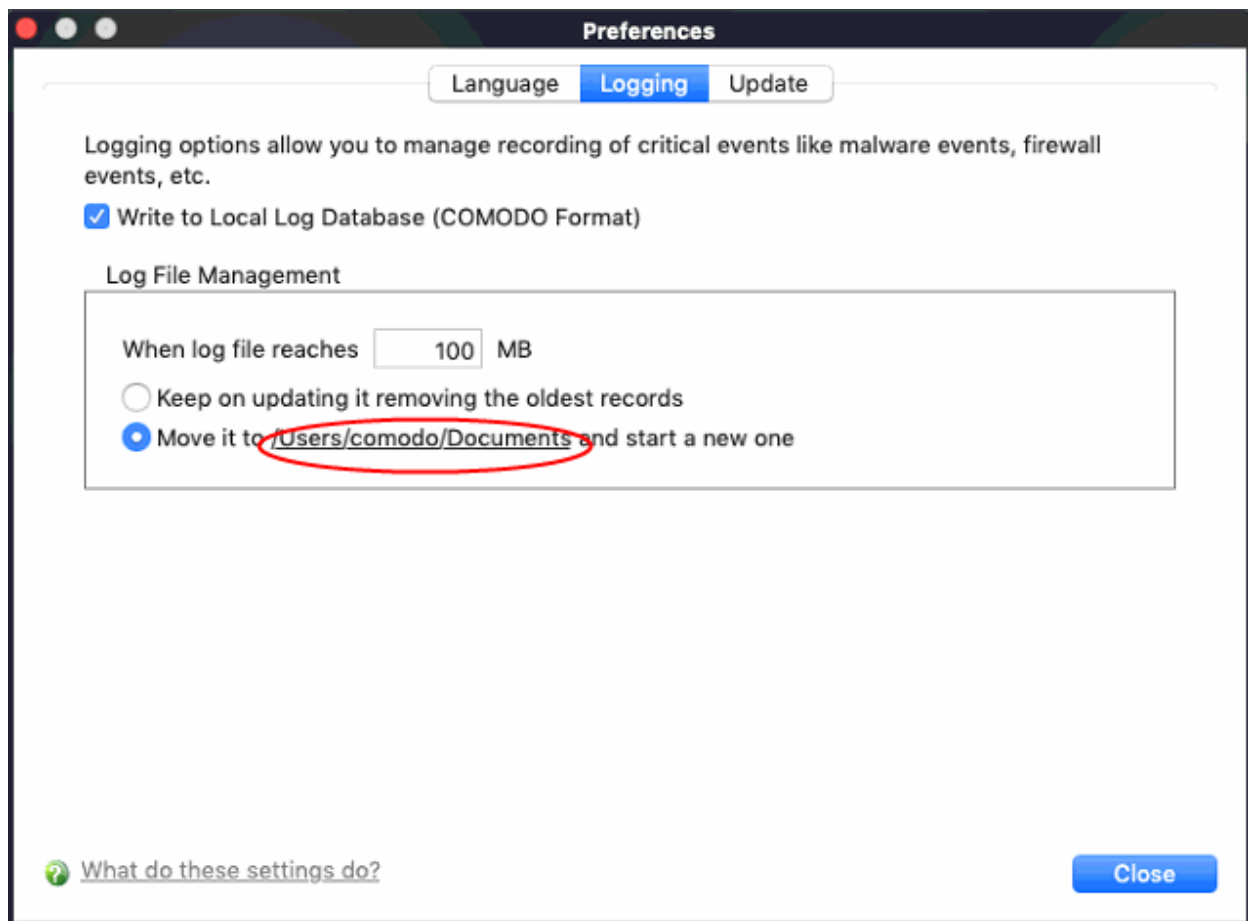 Preferences
Language Logging Update
Logging options allow you to manage recording of critical events like malware events, firewall
events, etc.
Write to Local Log Database (COMODO Format)
Log File Management
When log file reaches 100 MB
Keep on updating it removing the oldest records
Move it to /Users/comodo/Documents and start a new one
What do these settings do?
Close